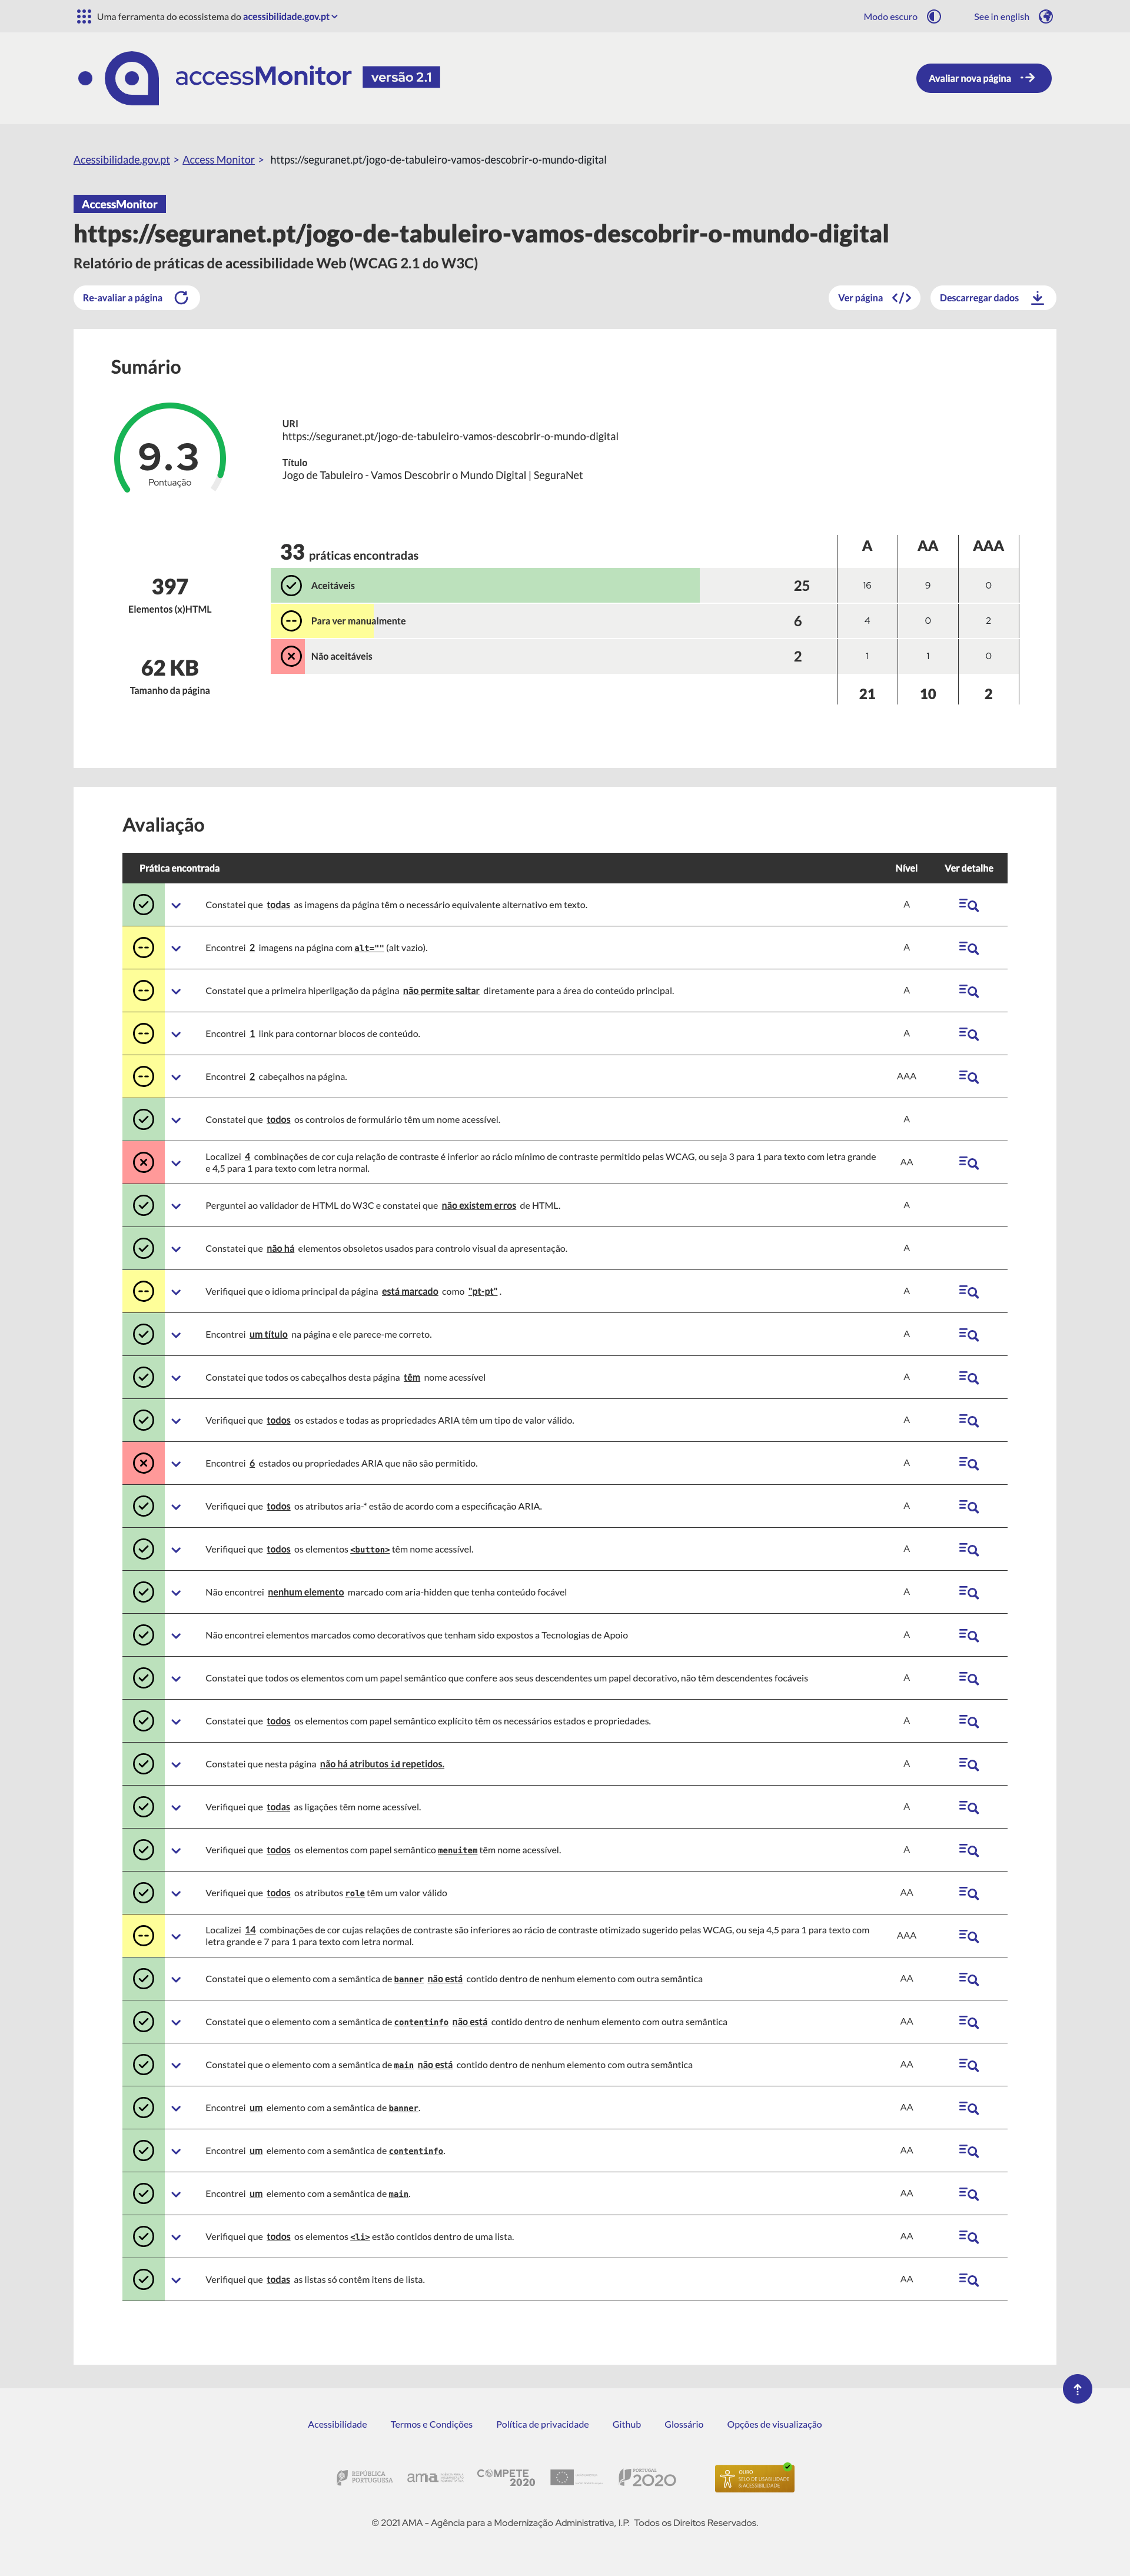 Uma ferramenta do ecossistema do acessibilidade.gov.pt
Modo escuro
See in english
accessMonitor versão 2.1
Avaliar nova página
Acessibilidade.gov.pt > Access Monitor > https://seguranet.pt/jogo-de-tabuleiro-vamos-descobrir-o-mundo-digital
AccessMonitor
https://seguranet.pt/jogo-de-tabuleiro-vamos-descobrir-o-mundo-digital
Relatório de práticas de acessibilidade Web (WCAG 2.1 do W3C)
Re-avaliar a página
Ver página
Descarregar dados
Sumário
9.3
Pontuação
URI
https://seguranet.pt/jogo-de-tabuleiro-vamos-descobrir-o-mundo-digital
Título
Jogo de Tabuleiro - Vamos Descobrir o Mundo Digital | SeguraNet
397
Elementos (x)HTML
62 KB
Tamanho da página
33 práticas encontradas A AA AAA
Aceitáveis 25 16 9 0
Para ver manualmente 6 4 0 2
Não aceitáveis 2 1 1 0
21 10 2
Avaliação
Prática encontrada Nível Ver detalhe
Constatei que todas as imagens da página têm o necessário equivalente alternativo em texto. A
Encontrei 2 imagens na página com alt="" (alt vazio). A
Constatei que a primeira hiperligação da página não permite saltar diretamente para a área do conteúdo principal. A
Encontrei 1 link para contornar blocos de conteúdo. A
Encontrei 2 cabeçalhos na página. AAA
Constatei que todos os controlos de formulário têm um nome acessível. A
Localizei 4 combinações de cor cuja relação de contraste é inferior ao rácio mínimo de contraste permitido pelas WCAG, ou seja 3 para 1 para texto com letra grande
e 4,5 para 1 para texto com letra normal. AA
Perguntei ao validador de HTML do W3C e constatei que não existem erros de HTML. A
Constatei que não há elementos obsoletos usados para controlo visual da apresentação. A
Verifiquei que o idioma principal da página está marcado como "pt-pt" . A
Encontrei um título na página e ele parece-me correto. A
Constatei que todos os cabeçalhos desta página têm nome acessível A
Verifiquei que todos os estados e todas as propriedades ARIA têm um tipo de valor válido. A
Encontrei 6 estados ou propriedades ARIA que não são permitido. A
Verifiquei que todos os atributos aria-* estão de acordo com a especificação ARIA. A
Verifiquei que todos os elementos <button> têm nome acessível. A
Não encontrei nenhum elemento marcado com aria-hidden que tenha conteúdo focável A
Não encontrei elementos marcados como decorativos que tenham sido expostos a Tecnologias de Apoio A
Constatei que todos os elementos com um papel semântico que confere aos seus descendentes um papel decorativo, não têm descendentes focáveis A
Constatei que todos os elementos com papel semântico explícito têm os necessários estados e propriedades. A
Constatei que nesta página não há atributos id repetidos. A
Verifiquei que todas as ligações têm nome acessível. A
Verifiquei que todos os elementos com papel semântico menuitem têm nome acessível. A
Verifiquei que todos os atributos role têm um valor válido AA
Localizei 14 combinações de cor cujas relações de contraste são inferiores ao rácio de contraste otimizado sugerido pelas WCAG, ou seja 4,5 para 1 para texto com
letra grande e 7 para 1 para texto com letra normal. AAA
Constatei que o elemento com a semântica de banner não está contido dentro de nenhum elemento com outra semântica AA
Constatei que o elemento com a semântica de contentinfo não está contido dentro de nenhum elemento com outra semântica AA
Constatei que o elemento com a semântica de main não está contido dentro de nenhum elemento com outra semântica AA
Encontrei um elemento com a semântica de banner. AA
Encontrei um elemento com a semântica de contentinfo. AA
Encontrei um elemento com a semântica de main. AA
Verifiquei que todos os elementos <li> estão contidos dentro de uma lista. AA
Verifiquei que todas as listas só contêm itens de lista. AA
Acessibilidade Termos e Condições Política de privacidade Github Glossário Opções de visualização
REPÚBLICA
PORTUGUESA
ama
COMPETE
2020
PORTUGAL
2020
OURO
SELO DE USABILIDADE
& ACESSIBILIDADE
© 2021 AMA - Agência para a Modernização Administrativa, I.P. Todos os Direitos Reservados.